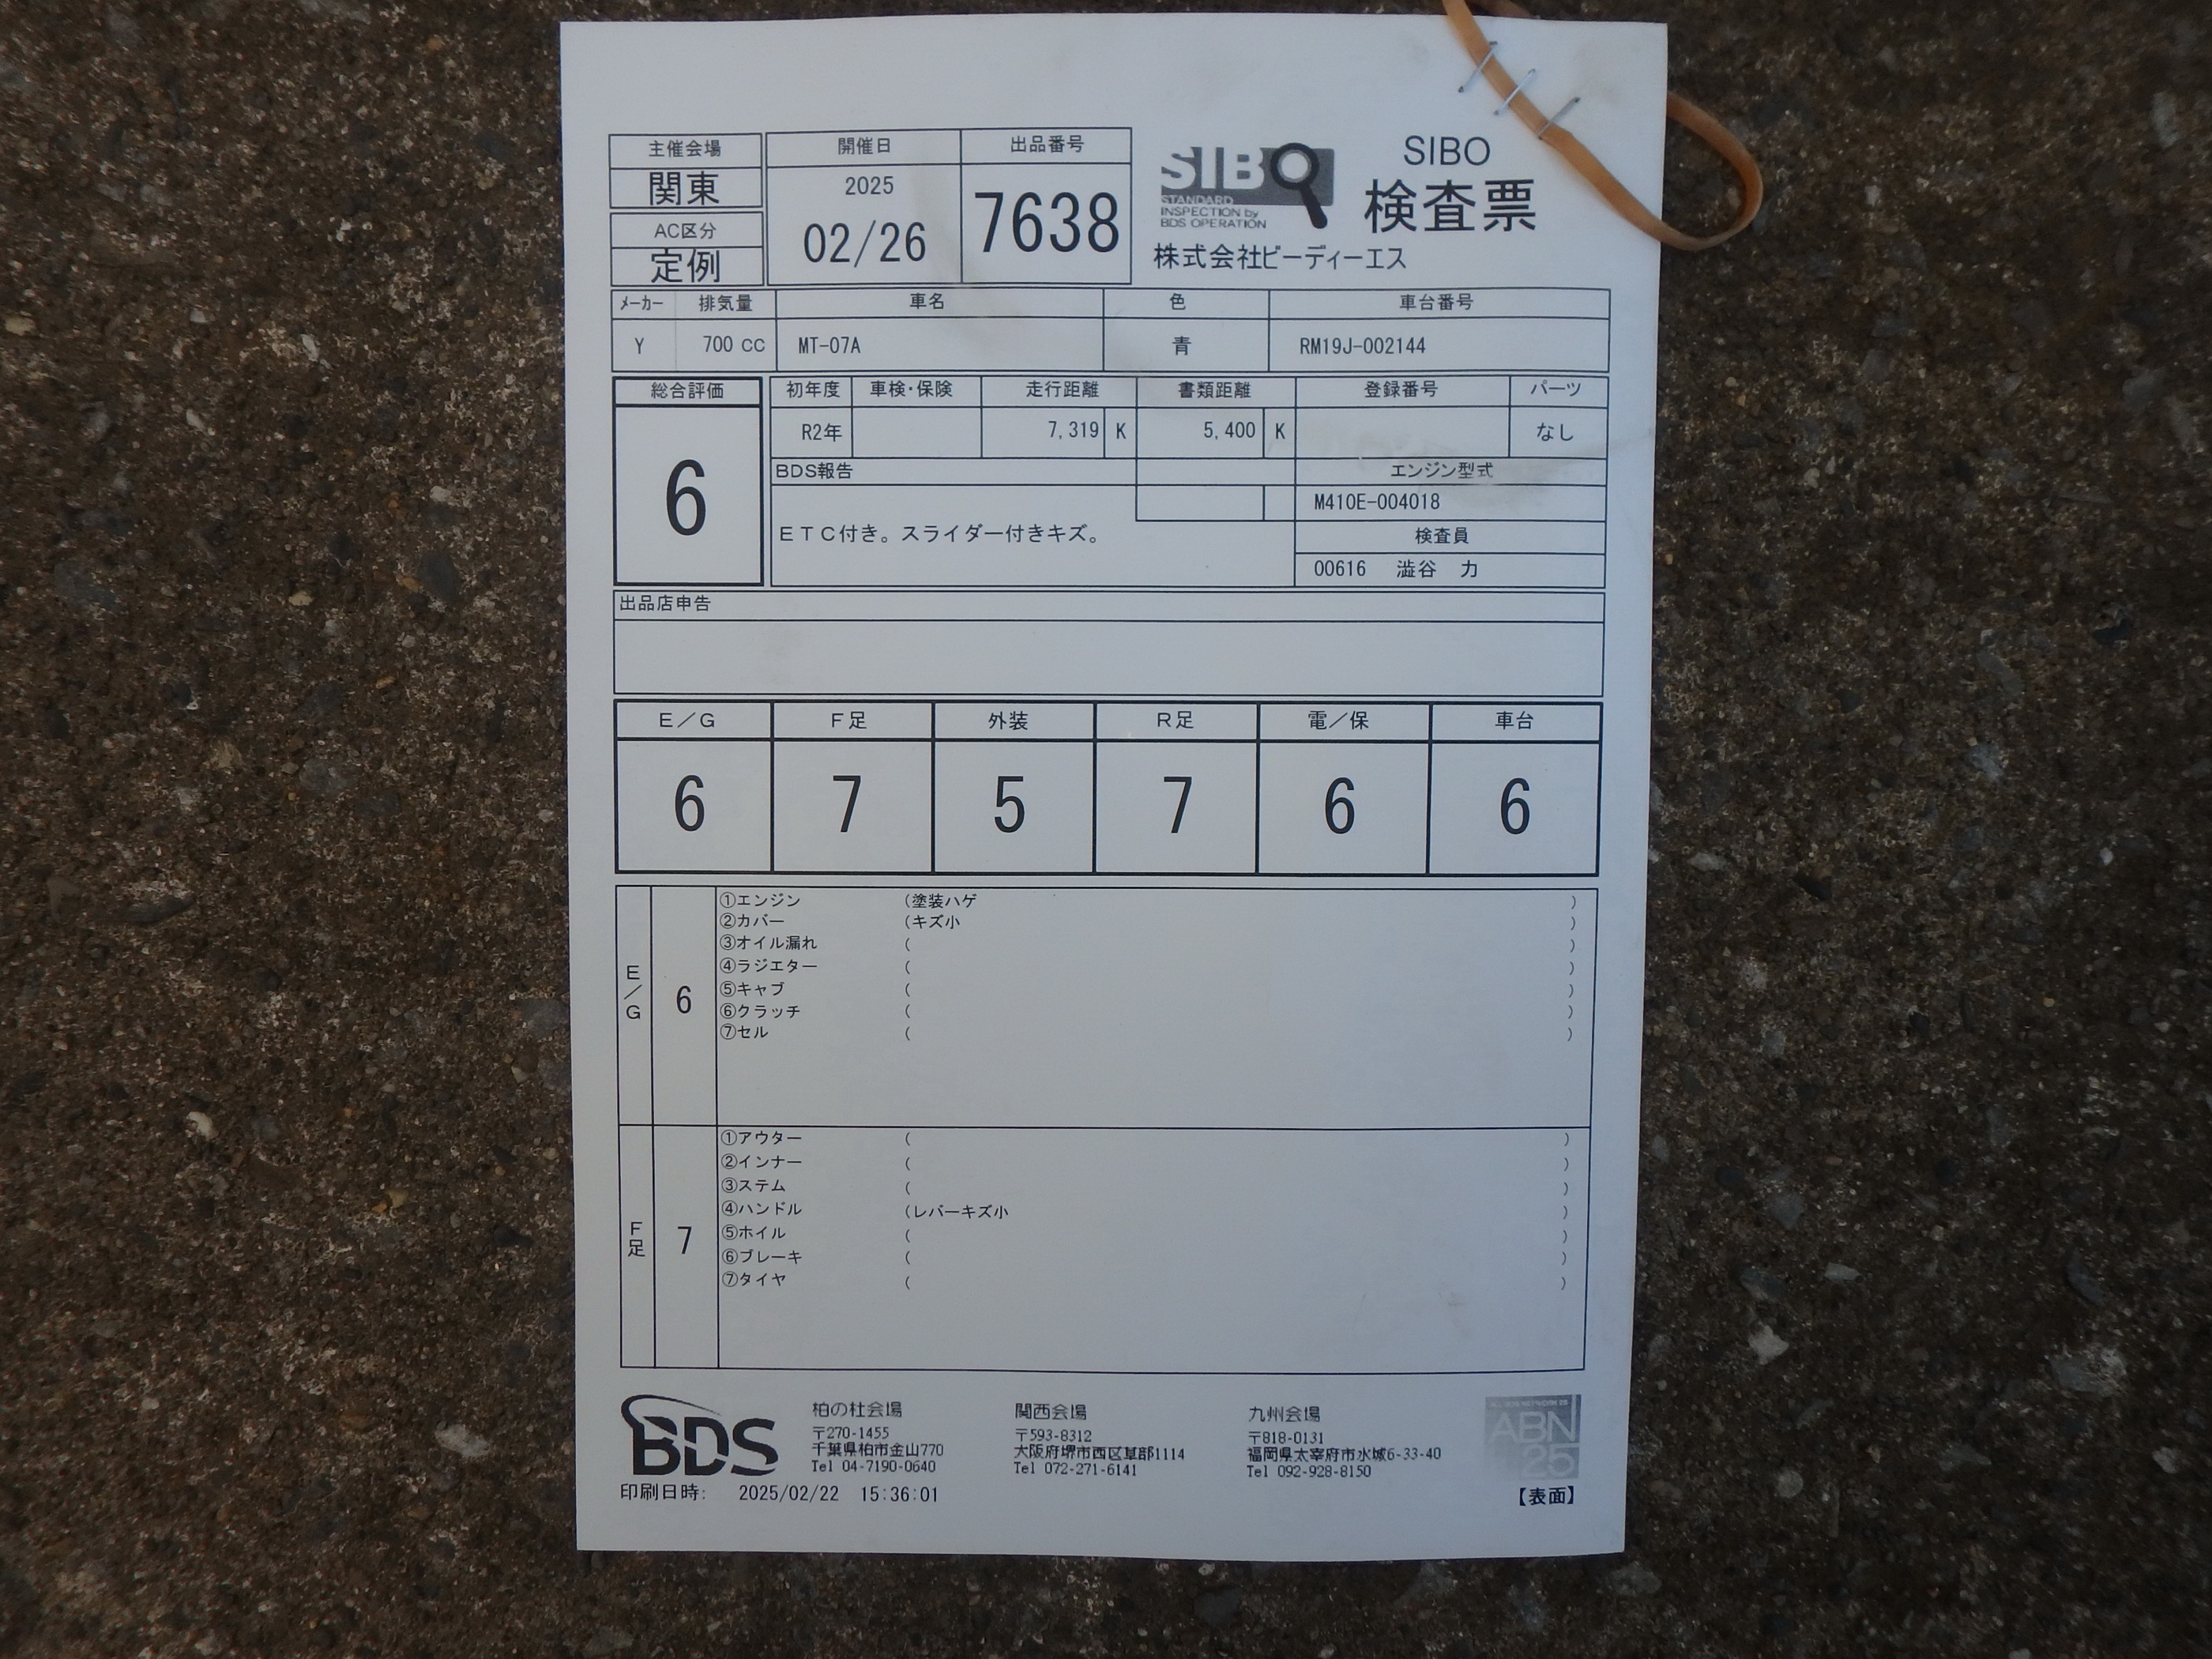 主催会場 開催日 出品番号
関東 2025 02/26 7638
AC区分
定例
SIBO
STANDARD
INSPECTION by
BDS OPERATION
SIBO
検査票
株式会社ビーディーエス
メーカー 排気量 車名 色 車台番号
Y 700 CC MT-07A 青 RM19J-002144
総合評価 初年度 車検・保険 走行距離 書類距離 登録番号 パーツ
6 R2年 7,319 K 5,400 K なし
BDS報告 エンジン型式
M410E-004018
ETC付き。スライダー付きキズ。 検査員
00616 澁谷 力
出品店申告
E/G F足 外装 R足 電/保 車台
6 7 5 7 6 6
E/G 6
①エンジン (塗装ハゲ )
②カバー (キズ小 )
③オイル漏れ ( )
④ラジエター ( )
⑤キャブ ( )
⑥クラッチ ( )
⑦セル ( )
F足 7
①アウター ( )
②インナー ( )
③ステム ( )
④ハンドル (レバーキズ小 )
⑤ホイル ( )
⑥ブレーキ ( )
⑦タイヤ ( )
BDS
柏の杜会場
〒270-1455
千葉県柏市金山770
Tel 04-7190-0640
関西会場
〒593-8312
大阪府堺市西区草部1114
Tel 072-271-6141
九州会場
〒818-0131
福岡県太宰府市水城6-33-40
Tel 092-928-8150
ABN
25
印刷日時: 2025/02/22 15:36:01 【表面】